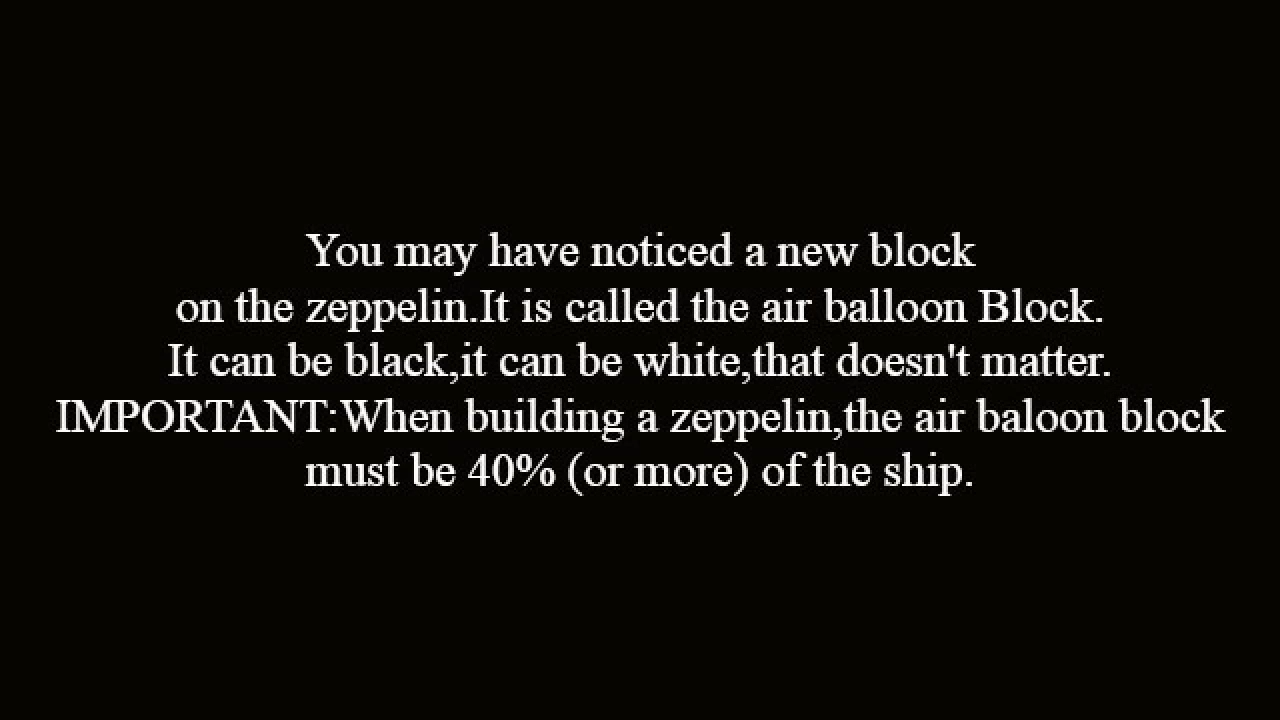 You may have noticed a new block
on the zeppelin.It is called the air balloon Block.
It can be black,it can be white,that doesn't matter.
IMPORTANT:When building a zeppelin,the air baloon block
must be 40% (or more) of the ship.